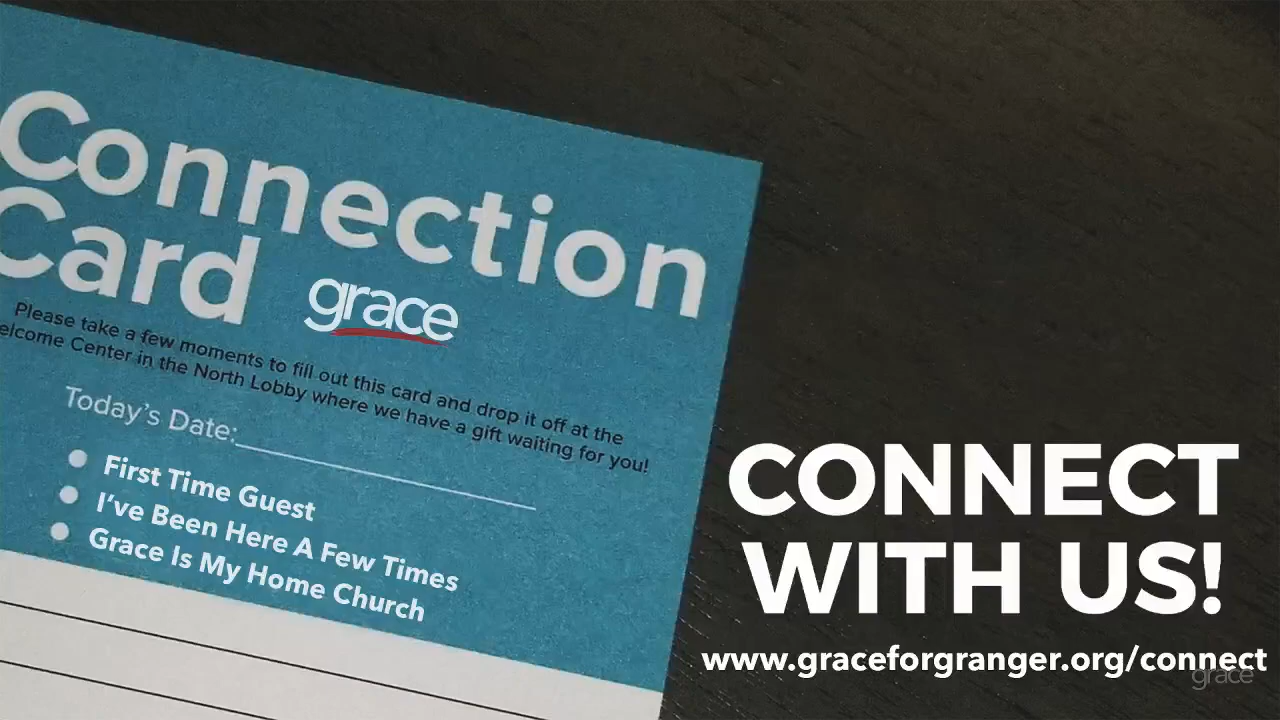 Connection
Card
grace
Please take a few moments to fill out this card and drop it off at the
elcome Center in the North Lobby where we have a gift waiting for you!
Today's Date:
First Time Guest
I've Been Here A Few Times
Grace Is My Home Church
CONNECT
WITH US!
www.graceforgranger.org/connect
grace